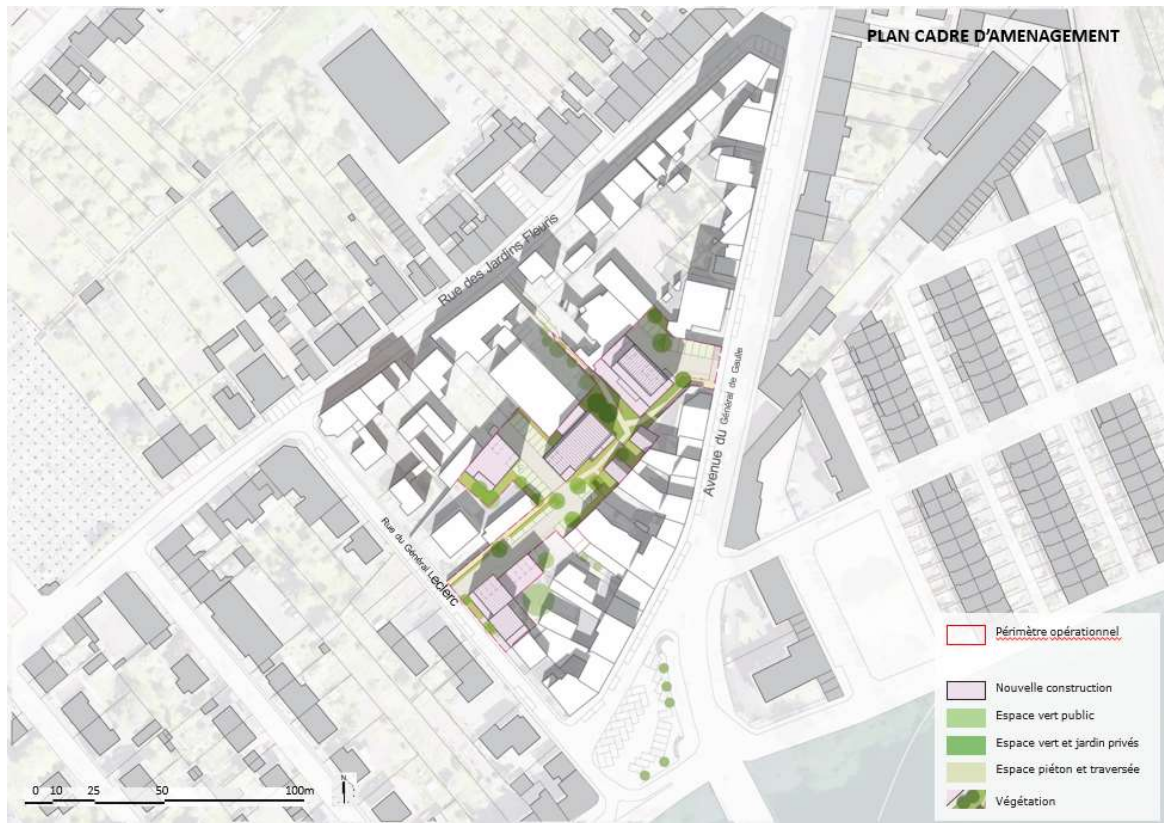 PLAN CADRE D'AMENAGEMENT
Rue des Jardins Fleuris
Avenue du Général de Gaulle
Rue du Général Leclerc
Périmètre opérationnel
Nouvelle construction
Espace vert public
Espace vert et jardin privés
Espace piéton et traversée
Végétation
0 10 25 50 100m
N